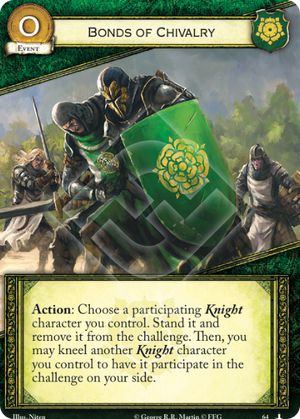 0
BONDS OF CHIVALRY
EVENT
Action: Choose a participating Knight
character you control. Stand it and
remove it from the challenge. Then, you
may kneel another Knight character
you control to have it participate in the
challenge on your side.
Illus. Niten
© George R.R. Martin © FFG
64